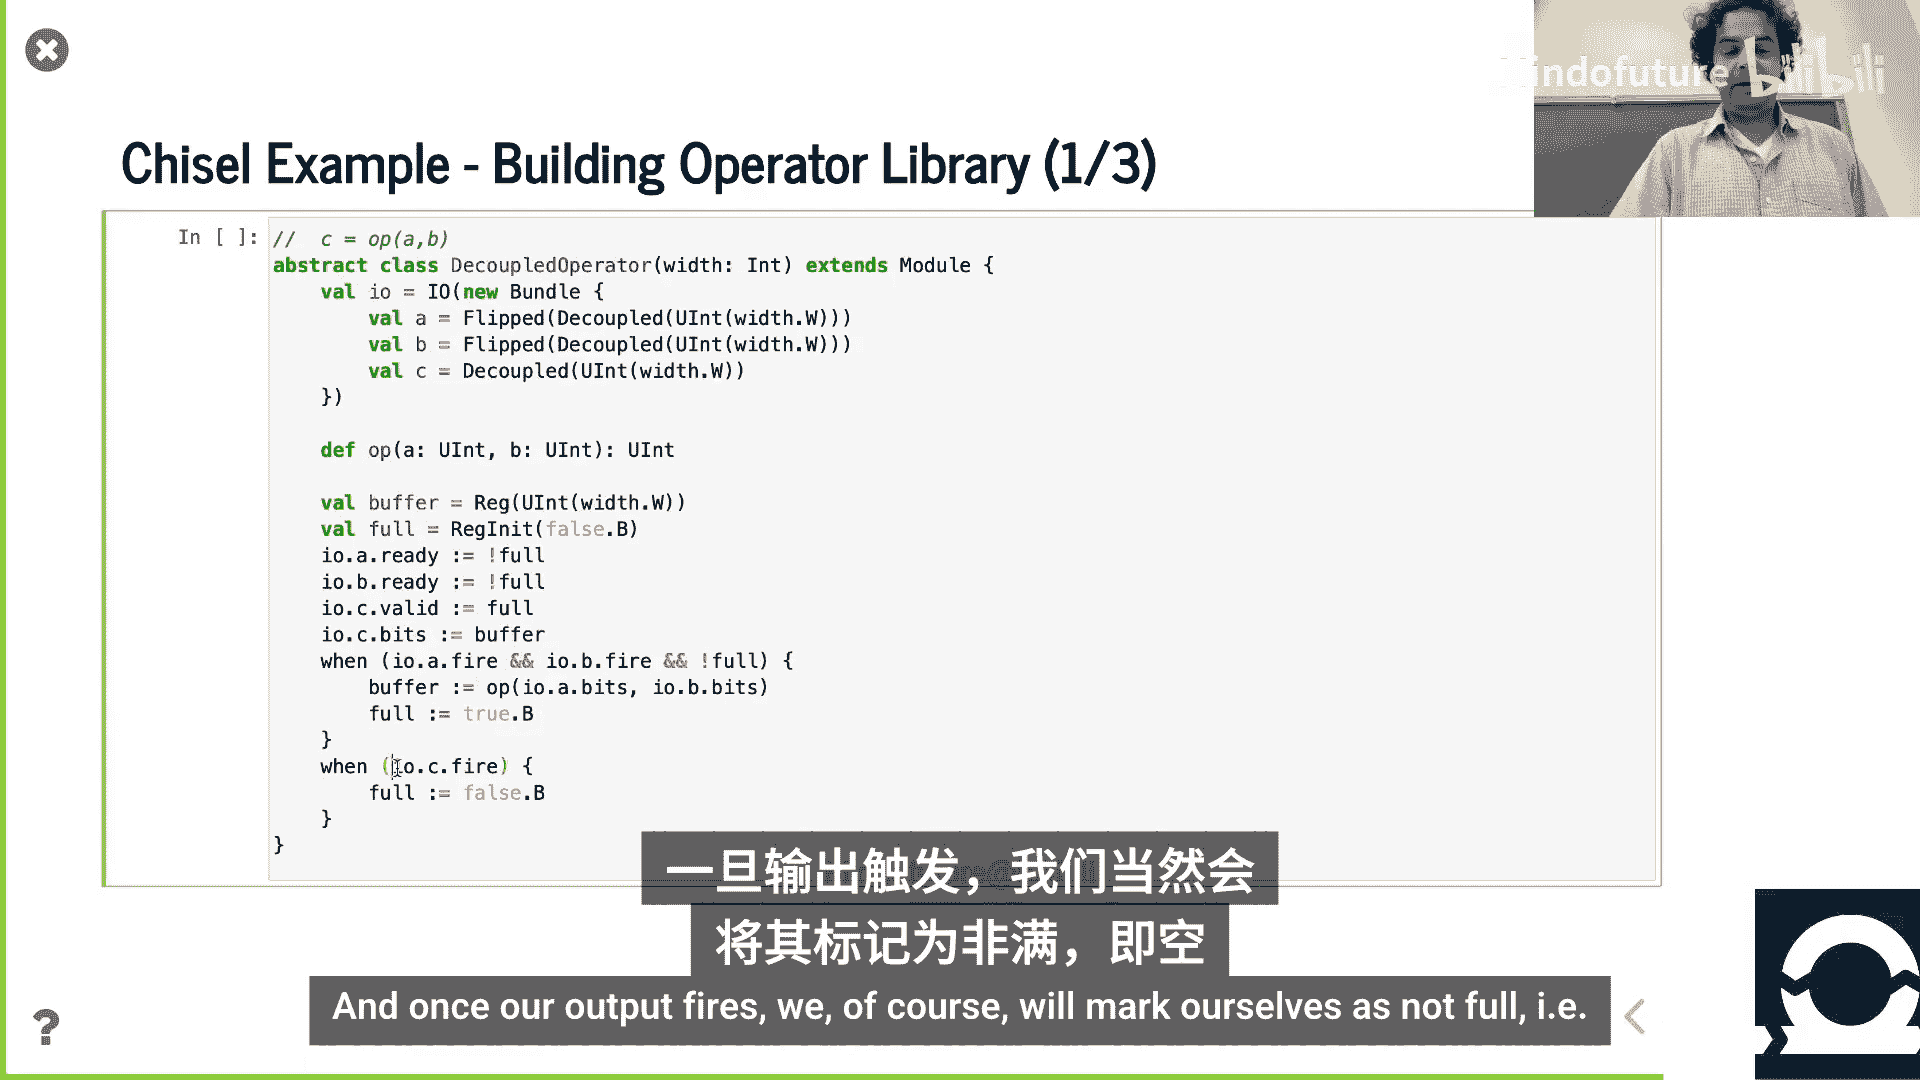 indofuture bilibili
Chisel Example - Building Operator Library (1/3)
In [ ]:
//  c = op(a,b)
abstract class DecoupledOperator(width: Int) extends Module {
    val io = IO(new Bundle {
        val a = Flipped(Decoupled(UInt(width.W)))
        val b = Flipped(Decoupled(UInt(width.W)))
        val c = Decoupled(UInt(width.W))
    })
    def op(a: UInt, b: UInt): UInt
    val buffer = Reg(UInt(width.W))
    val full = RegInit(false.B)
    io.a.ready := !full
    io.b.ready := !full
    io.c.valid := full
    io.c.bits := buffer
    when (io.a.fire && io.b.fire && !full) {
        buffer := op(io.a.bits, io.b.bits)
        full := true.B
    }
    when (io.c.fire) {
        full := false.B
    }
}
一旦输出触发，我们当然会
将其标记为非满，即空
And once our output fires, we, of course, will mark ourselves as not full, i.e.
?